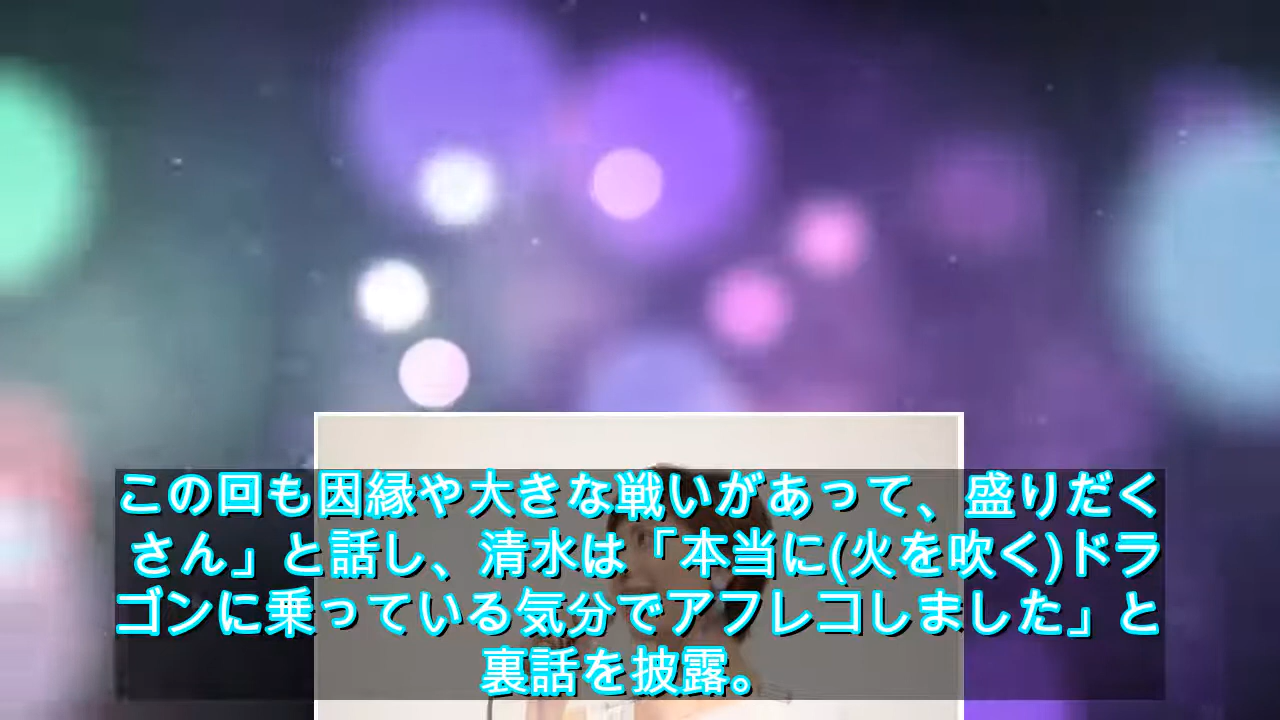 この回も因縁や大きな戦いがあって、盛りだく
さん」と話し、清水は「本当に(火を吹く)ドラ
ゴンに乗っている気分でアフレコしました」と
裏話を披露。